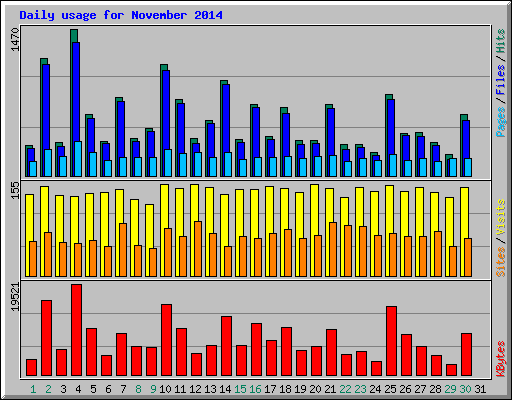 Daily usage for November 2014
1470
Pages / Files / Hits
155
Sites / Visits
19521
KBytes
1 2 3 4 5 6 7 8 9 10 11 12 13 14 15 16 17 18 19 20 21 22 23 24 25 26 27 28 29 30 31